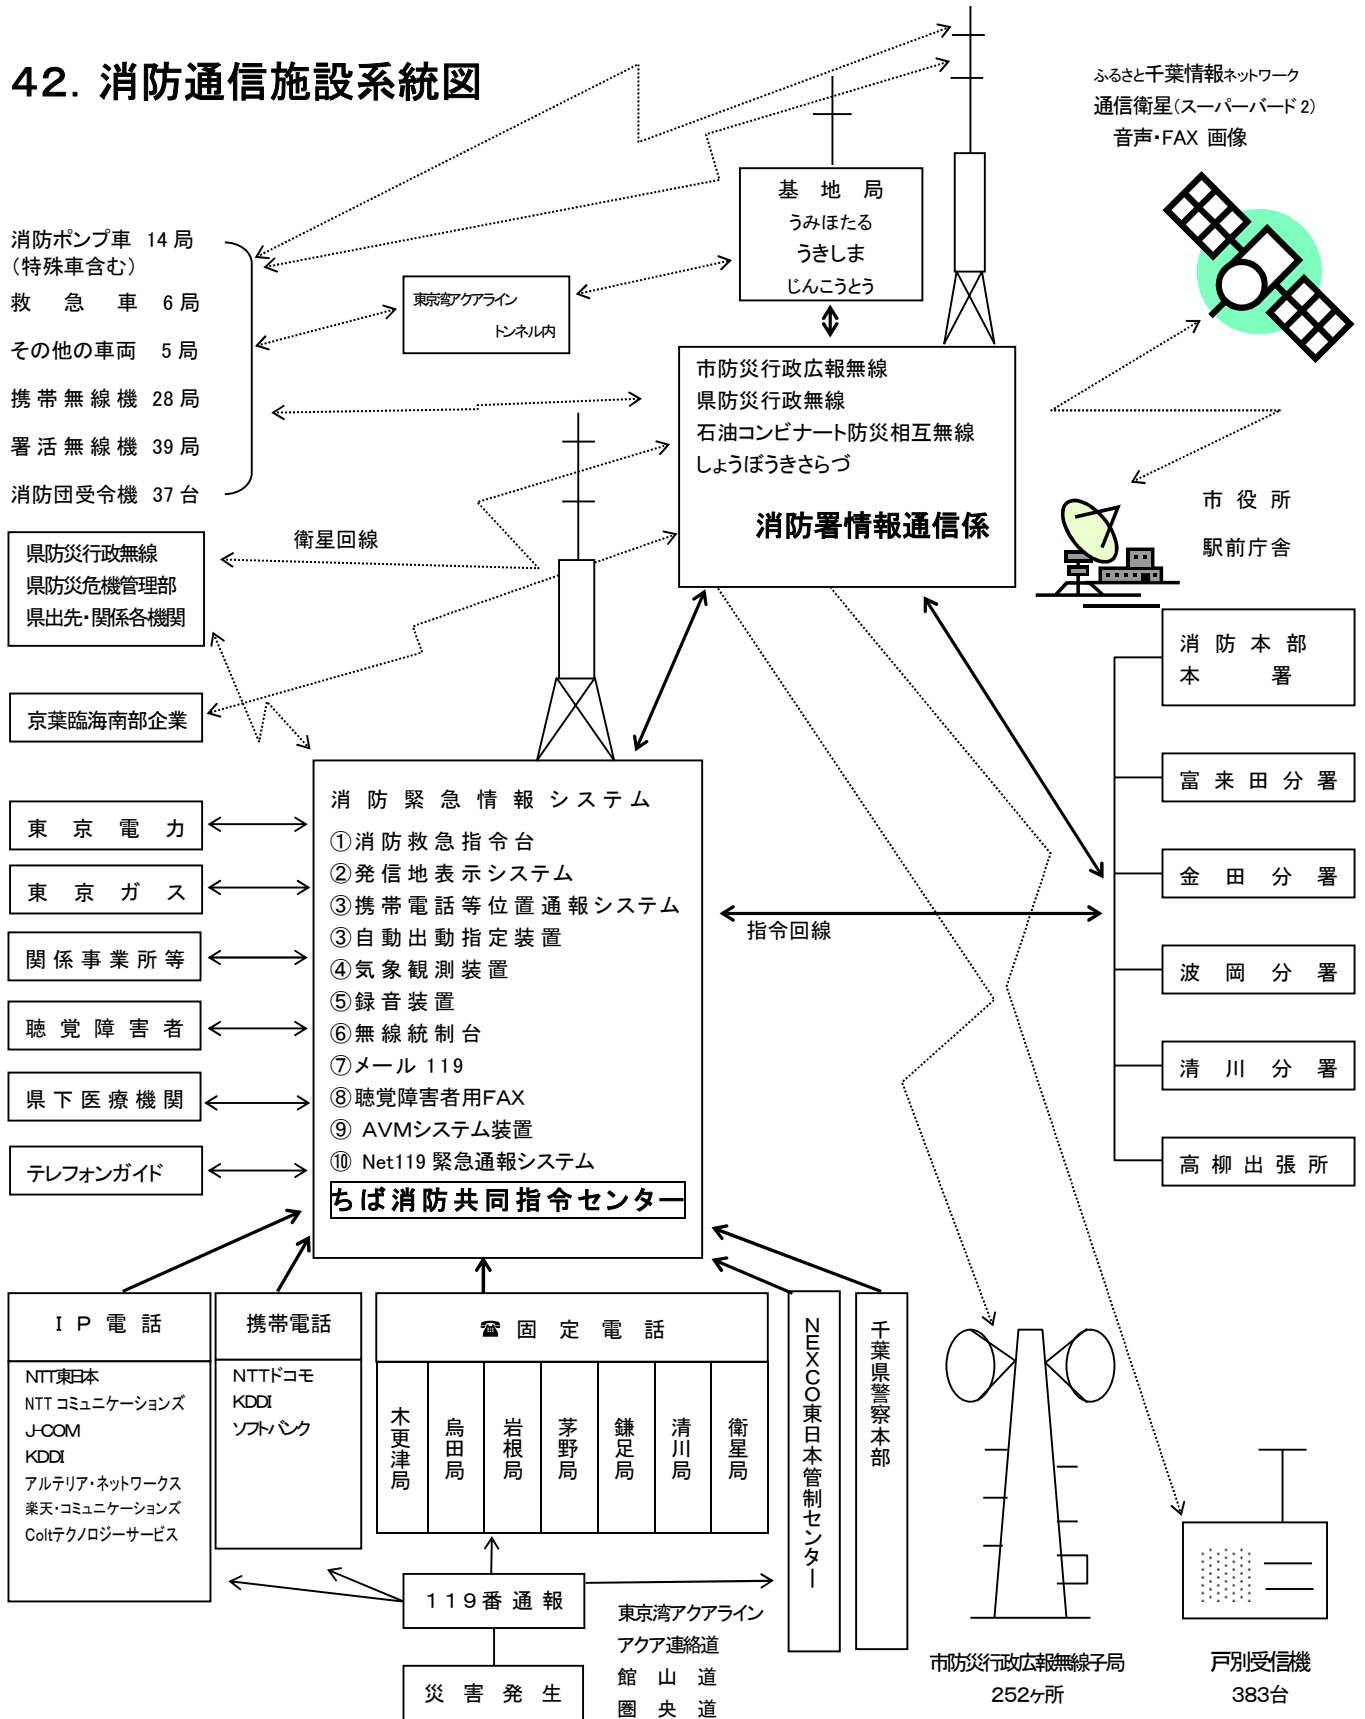 42．消防通信施設系統図
ふるさと千葉情報ネットワーク
通信衛星（スーパーバード2）
音声・FAX 画像
基地局
うみほたる
うきしま
じんこうとう
消防ポンプ車 14局
（特殊車含む）
救急車 6局
その他の車両 5局
携帯無線機 28局
署活無線機 39局
消防団受令機 37台
東京湾アクアライン
トンネル内
市防災行政広報無線
県防災行政無線
石油コンビナート防災相互無線
しょうぼうきさらづ
消防署情報通信係
市役所
駅前庁舎
衛星回線
県防災行政無線
県防災危機管理部
県出先・関係各機関
京葉臨海南部企業
東京電力
東京ガス
関係事業所等
聴覚障害者
県下医療機関
テレフォンガイド
消防緊急情報システム
①消防救急指令台
②発信地表示システム
③携帯電話等位置通報システム
③自動出動指定装置
④気象観測装置
⑤録音装置
⑥無線統制台
⑦メール119
⑧聴覚障害者用FAX
⑨ AVMシステム装置
⑩ Net119緊急通報システム
ちば消防共同指令センター
指令回線
消防本部
本署
富来田分署
金田分署
波岡分署
清川分署
高柳出張所
ＩＰ電話
NTT東日本
NTTコミュニケーションズ
J-COM
KDDI
アルテリア・ネットワークス
楽天・コミュニケーションズ
Coltテクノロジーサービス
携帯電話
NTTドコモ
KDDI
ソフトバンク
☎固定電話
木更津局
烏田局
岩根局
茅野局
鎌足局
清川局
衛星局
NEXCO東日本管制センター
千葉県警察本部
１１９番通報
災害発生
東京湾アクアライン
アクア連絡道
館山道
圏央道
市防災行政広報無線子局
252ヶ所
戸別受信機
383台